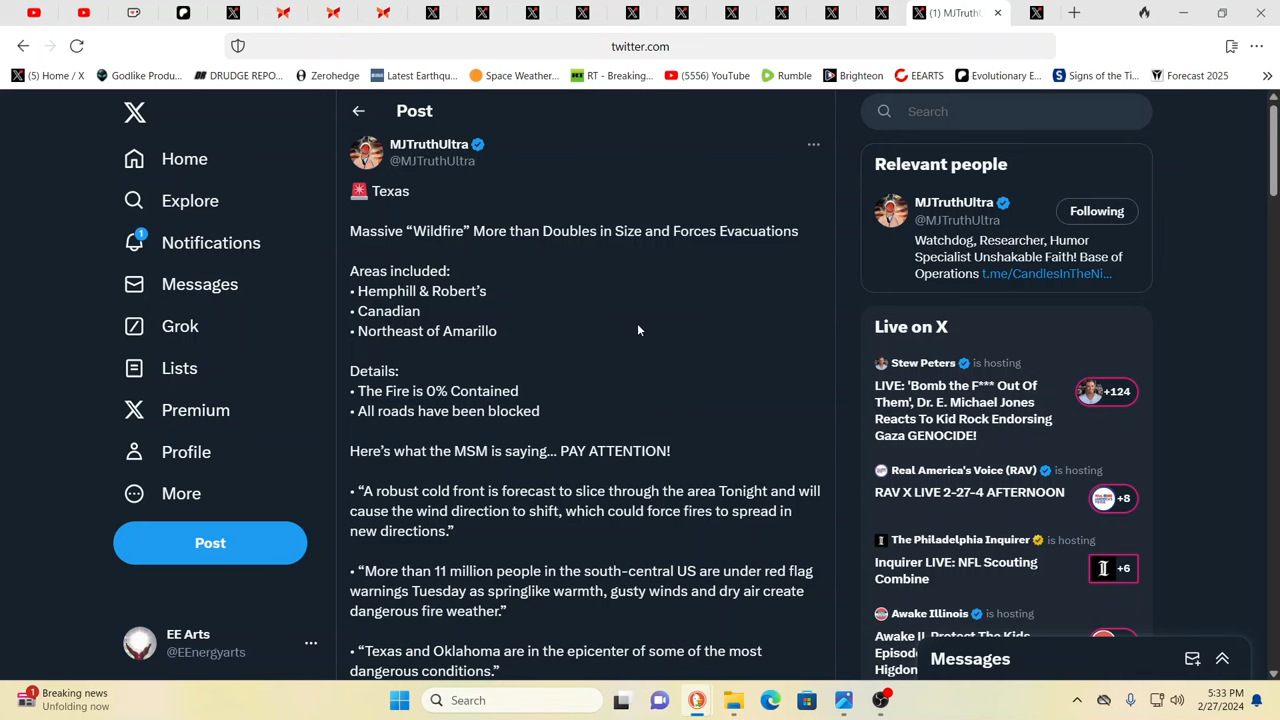 (1) MJTruthU
twitter.com
(5) Home / X
Godlike Produ...
DRUDGE REPO...
Zerohedge
Latest Earthqu...
Space Weather...
RT - Breaking...
(5556) YouTube
Rumble
Brighteon
EEARTS
Evolutionary E...
Signs of the Ti...
Forecast 2025
Home
Explore
1
Notifications
Messages
Grok
Lists
Premium
Profile
More
Post
EE Arts
@EEnergyarts
Post
MJTruthUltra
@MJTruthUltra
Texas
Massive “Wildfire” More than Doubles in Size and Forces Evacuations
Areas included:
• Hemphill & Robert’s
• Canadian
• Northeast of Amarillo
Details:
• The Fire is 0% Contained
• All roads have been blocked
Here’s what the MSM is saying... PAY ATTENTION!
• “A robust cold front is forecast to slice through the area Tonight and will
cause the wind direction to shift, which could force fires to spread in
new directions.”
• “More than 11 million people in the south-central US are under red flag
warnings Tuesday as springlike warmth, gusty winds and dry air create
dangerous fire weather.”
• “Texas and Oklahoma are in the epicenter of some of the most
dangerous conditions.”
Search
Relevant people
MJTruthUltra
@MJTruthUltra
Following
Watchdog, Researcher, Humor
Specialist Unshakable Faith! Base of
Operations t.me/CandlesInTheNi...
Live on X
Stew Peters is hosting
LIVE: 'Bomb the F*** Out Of
Them', Dr. E. Michael Jones
Reacts To Kid Rock Endorsing
Gaza GENOCIDE!
+124
Real America's Voice (RAV) is hosting
RAV X LIVE 2-27-4 AFTERNOON
+8
The Philadelphia Inquirer is hosting
Inquirer LIVE: NFL Scouting
Combine
+6
Awake Illinois is hosting
Awake IL Protect The Kids
Episode
Higdon
Messages
1
Breaking news
Unfolding now
Search
5:33 PM
2/27/2024